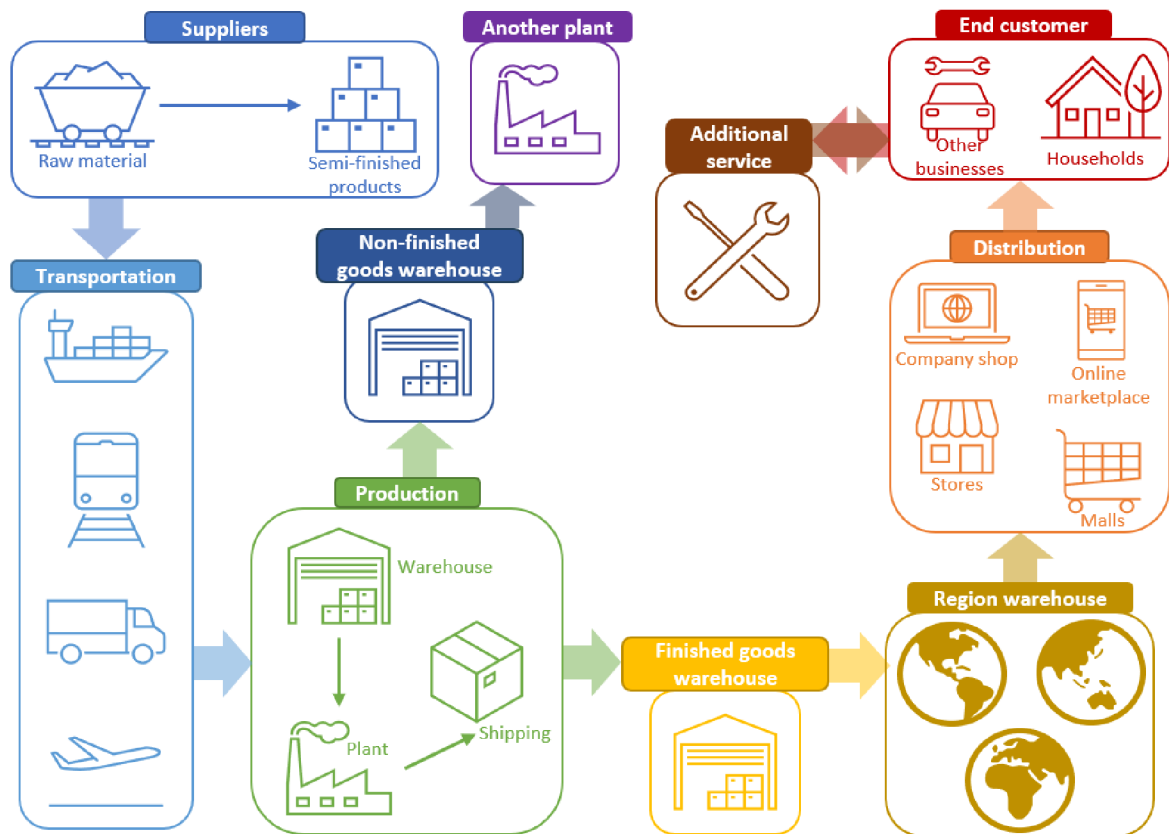 Suppliers
Raw material
Semi-finished
products
Another plant
End customer
Other
businesses
Households
Additional
service
Transportation
Non-finished
goods warehouse
Distribution
Company shop
Online
marketplace
Stores
Malls
Production
Warehouse
Plant
Shipping
Finished goods
warehouse
Region warehouse